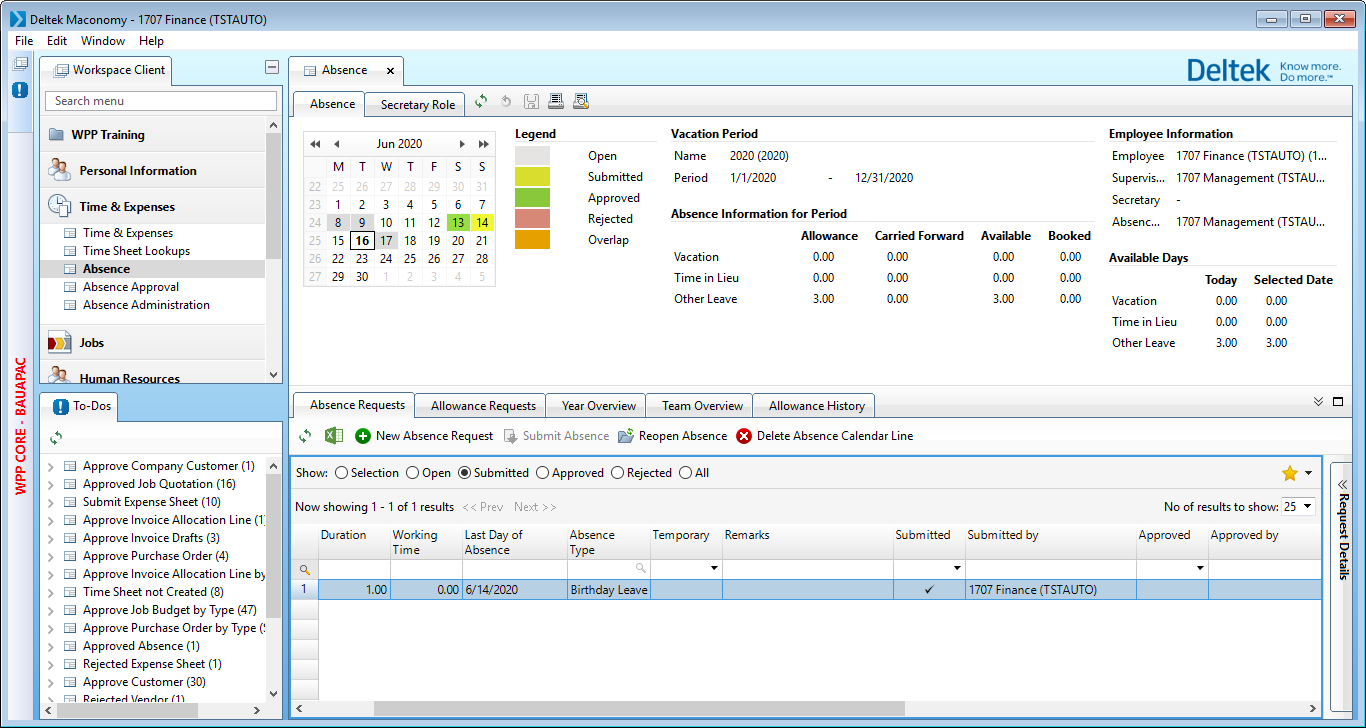 Deltek Maconomy - 1707 Finance (TSTAUTO)
File Edit Window Help
WPP CORE - BAUAPAC
Workspace Client
Search menu
WPP Training
Personal Information
Time & Expenses
Time & Expenses
Time Sheet Lookups
Absence
Absence Approval
Absence Administration
Jobs
Human Resources
To-Dos
Approve Company Customer (1)
Approved Job Quotation (16)
Submit Expense Sheet (10)
Approve Invoice Allocation Line (1)
Approve Invoice Drafts (3)
Approve Purchase Order (4)
Approve Invoice Allocation Line by
Time Sheet not Created (8)
Approve Job Budget by Type (47)
Approve Purchase Order by Type (
Approved Absence (1)
Rejected Expense Sheet (1)
Approve Customer (30)
Rejected Vendor (1)
Absence
Deltek Know more.
Do more.™
Absence Secretary Role
Jun 2020
M T W T F S S
22 25 26 27 28 29 30 31
23 1 2 3 4 5 6 7
24 8 9 10 11 12 13 14
25 15 16 17 18 19 20 21
26 22 23 24 25 26 27 28
27 29 30 1 2 3 4 5
Legend
Open
Submitted
Approved
Rejected
Overlap
Vacation Period
Name 2020 (2020)
Period 1/1/2020 - 12/31/2020
Absence Information for Period
Allowance Carried Forward Available Booked
Vacation 0.00 0.00 0.00 0.00
Time in Lieu 0.00 0.00 0.00 0.00
Other Leave 3.00 0.00 3.00 0.00
Employee Information
Employee 1707 Finance (TSTAUTO) (1...
Supervis... 1707 Management (TSTAU...
Secretary -
Absenc... 1707 Management (TSTAU...
Available Days
Today Selected Date
Vacation 0.00 0.00
Time in Lieu 0.00 0.00
Other Leave 3.00 3.00
Absence Requests Allowance Requests Year Overview Team Overview Allowance History
New Absence Request Submit Absence Reopen Absence Delete Absence Calendar Line
Show: Selection Open Submitted Approved Rejected All
Now showing 1 - 1 of 1 results << Prev Next >> No of results to show: 25
Duration Working Time Last Day of Absence Absence Type Temporary Remarks Submitted Submitted by Approved Approved by
1 1.00 0.00 6/14/2020 Birthday Leave ✓ 1707 Finance (TSTAUTO)
Request Details